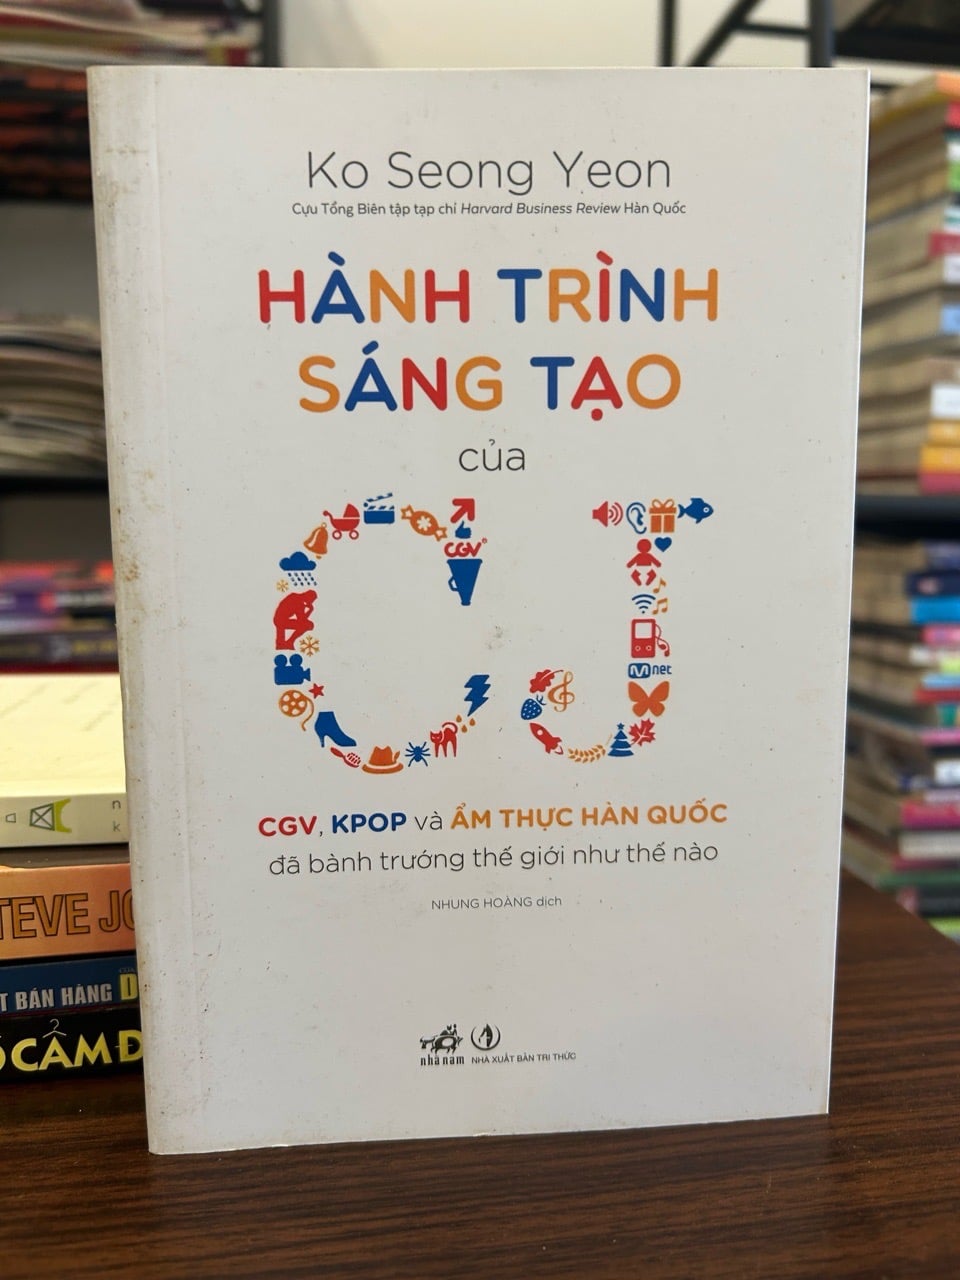 Ko Seong Yeon
Cựu Tổng Biên tập tạp chí Harvard Business Review Hàn Quốc
HÀNH TRÌNH
SÁNG TẠO
của
CJ
CGV
Mnet
CGV, KPOP và ẨM THỰC HÀN QUỐC
đã bành trướng thế giới như thế nào
NHUNG HOÀNG dịch
nhã nam
NHÀ XUẤT BẢN TRI THỨC
TEVE JO
T BÁN HÀNG
CẨM Đ